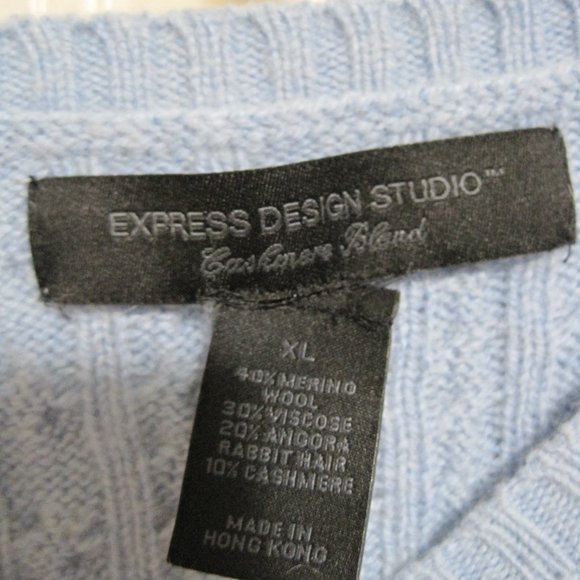 EXPRESS DESIGN STUDIO™
Cashmere Blend
XL
40% MERINO
WOOL
30% VISCOSE
20% ANGORA
RABBIT HAIR
10% CASHMERE
MADE IN
HONG KONG